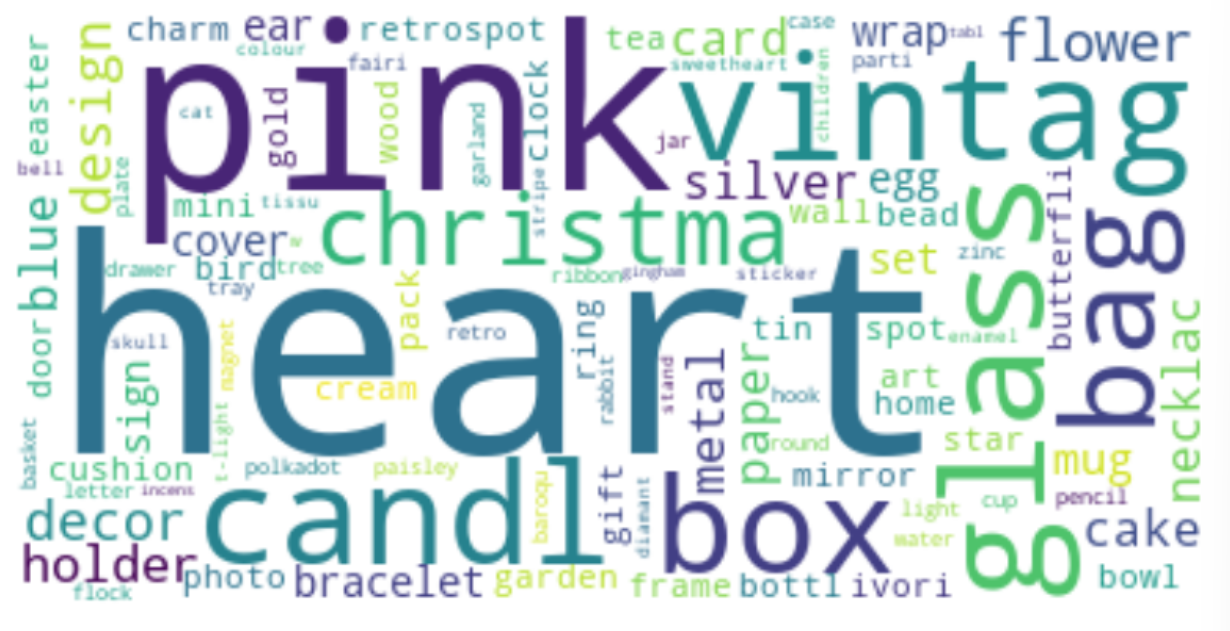 charm
ear
retrospot
tea
card
case
wrap
tabl
flower
colour
fairi
sweetheart
parti
easter
design
pink
vintag
children
cat
gold
wood
garland
clock
stripe
jar
bell
plate
silver
egg
mini
tissu
christma
wall
bead
butterfli
bag
glass
blue
cover
w
drawer
bird
tree
tray
ribbon
gingham
sticker
set
zinc
door
heart
skull
magnet
pack
retro
ring
tin
spot
enamel
necklac
sign
cream
rabbit
stand
metal
paper
hook
art
home
basket
t-light
round
star
cushion
polkadot
paisley
mirror
mug
letter
incens
candl
baroqu
gift
diamant
box
light
cup
pencil
decor
water
cake
holder
photo
bracelet
garden
frame
bottl
ivori
bowl
flock